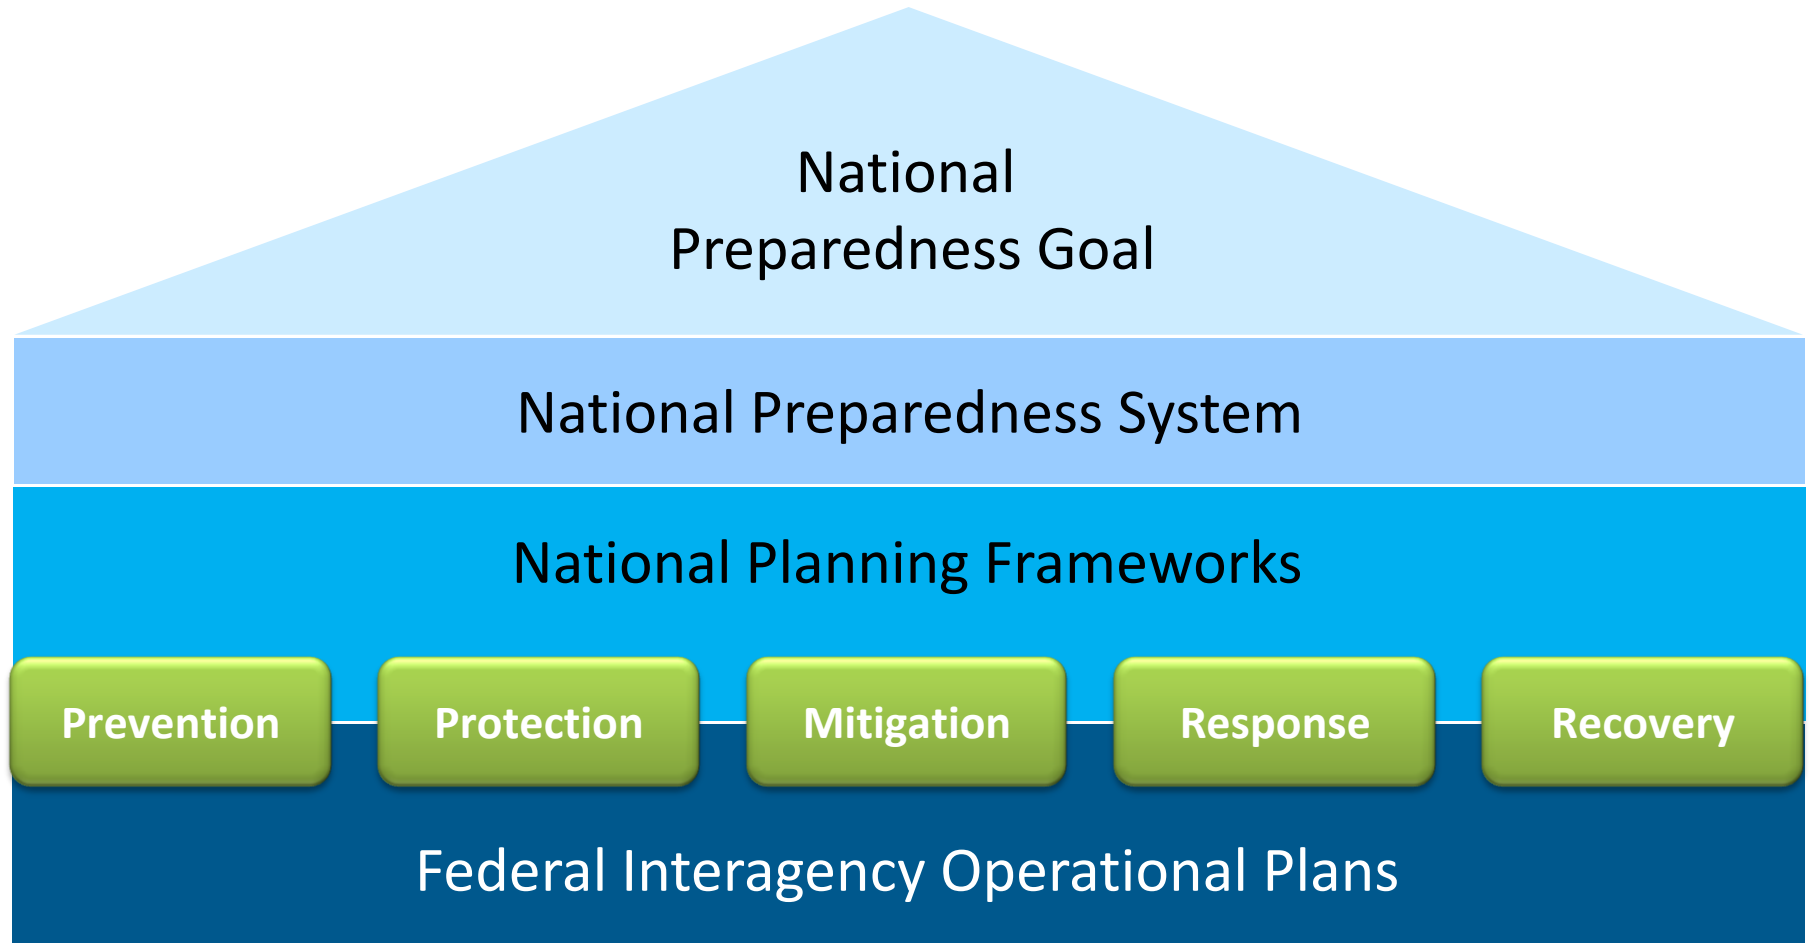 National
Preparedness Goal
National Preparedness System
National Planning Frameworks
Prevention
Protection
Mitigation
Response
Recovery
Federal Interagency Operational Plans